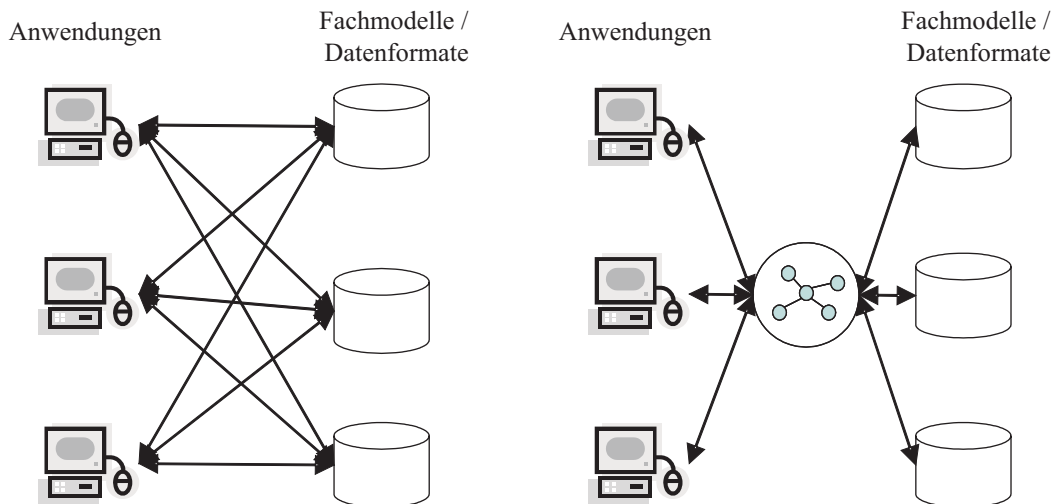 Anwendungen
Fachmodelle /
Datenformate
Anwendungen
Fachmodelle /
Datenformate